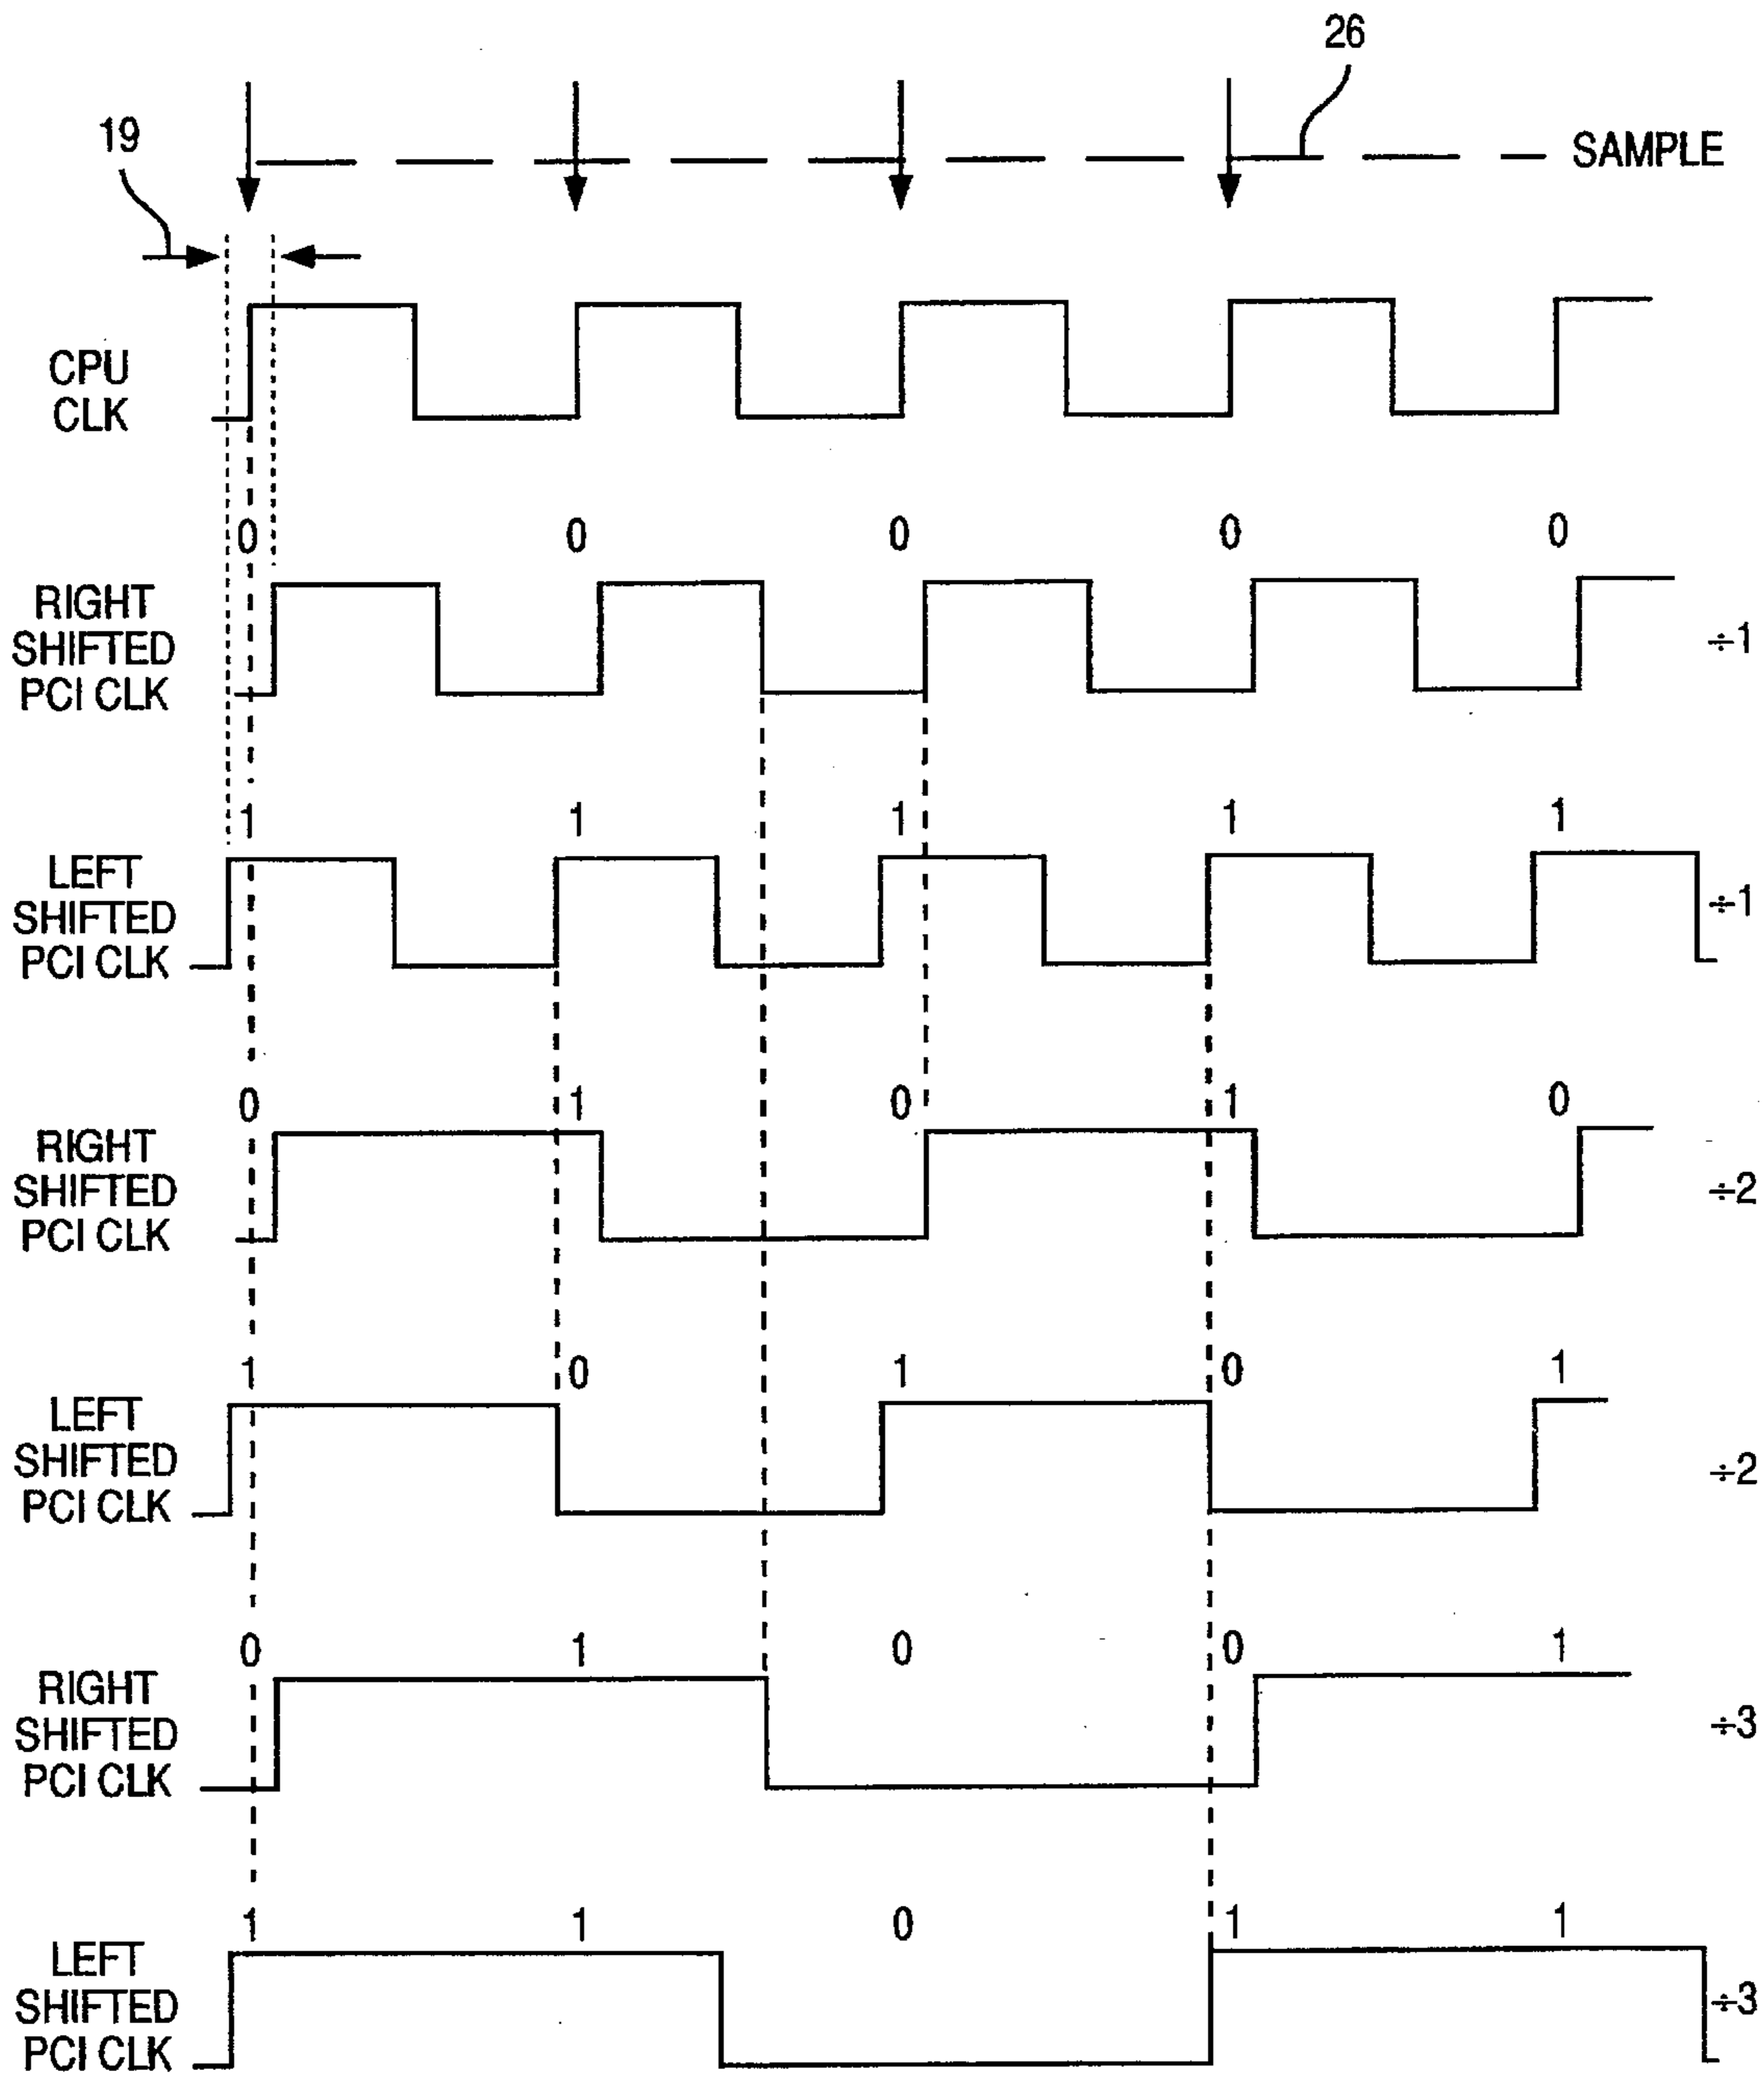 26
19
SAMPLE
CPU
CLK
0 0 0 0 0
RIGHT
SHIFTED
PCI CLK
÷1
1 1 1 1 1
LEFT
SHIFTED
PCI CLK
÷1
0 1 0 1 0
RIGHT
SHIFTED
PCI CLK
÷2
1 0 1 0 1
LEFT
SHIFTED
PCI CLK
÷2
0 1 0 0 1
RIGHT
SHIFTED
PCI CLK
÷3
1 1 0 1 1
LEFT
SHIFTED
PCI CLK
÷3